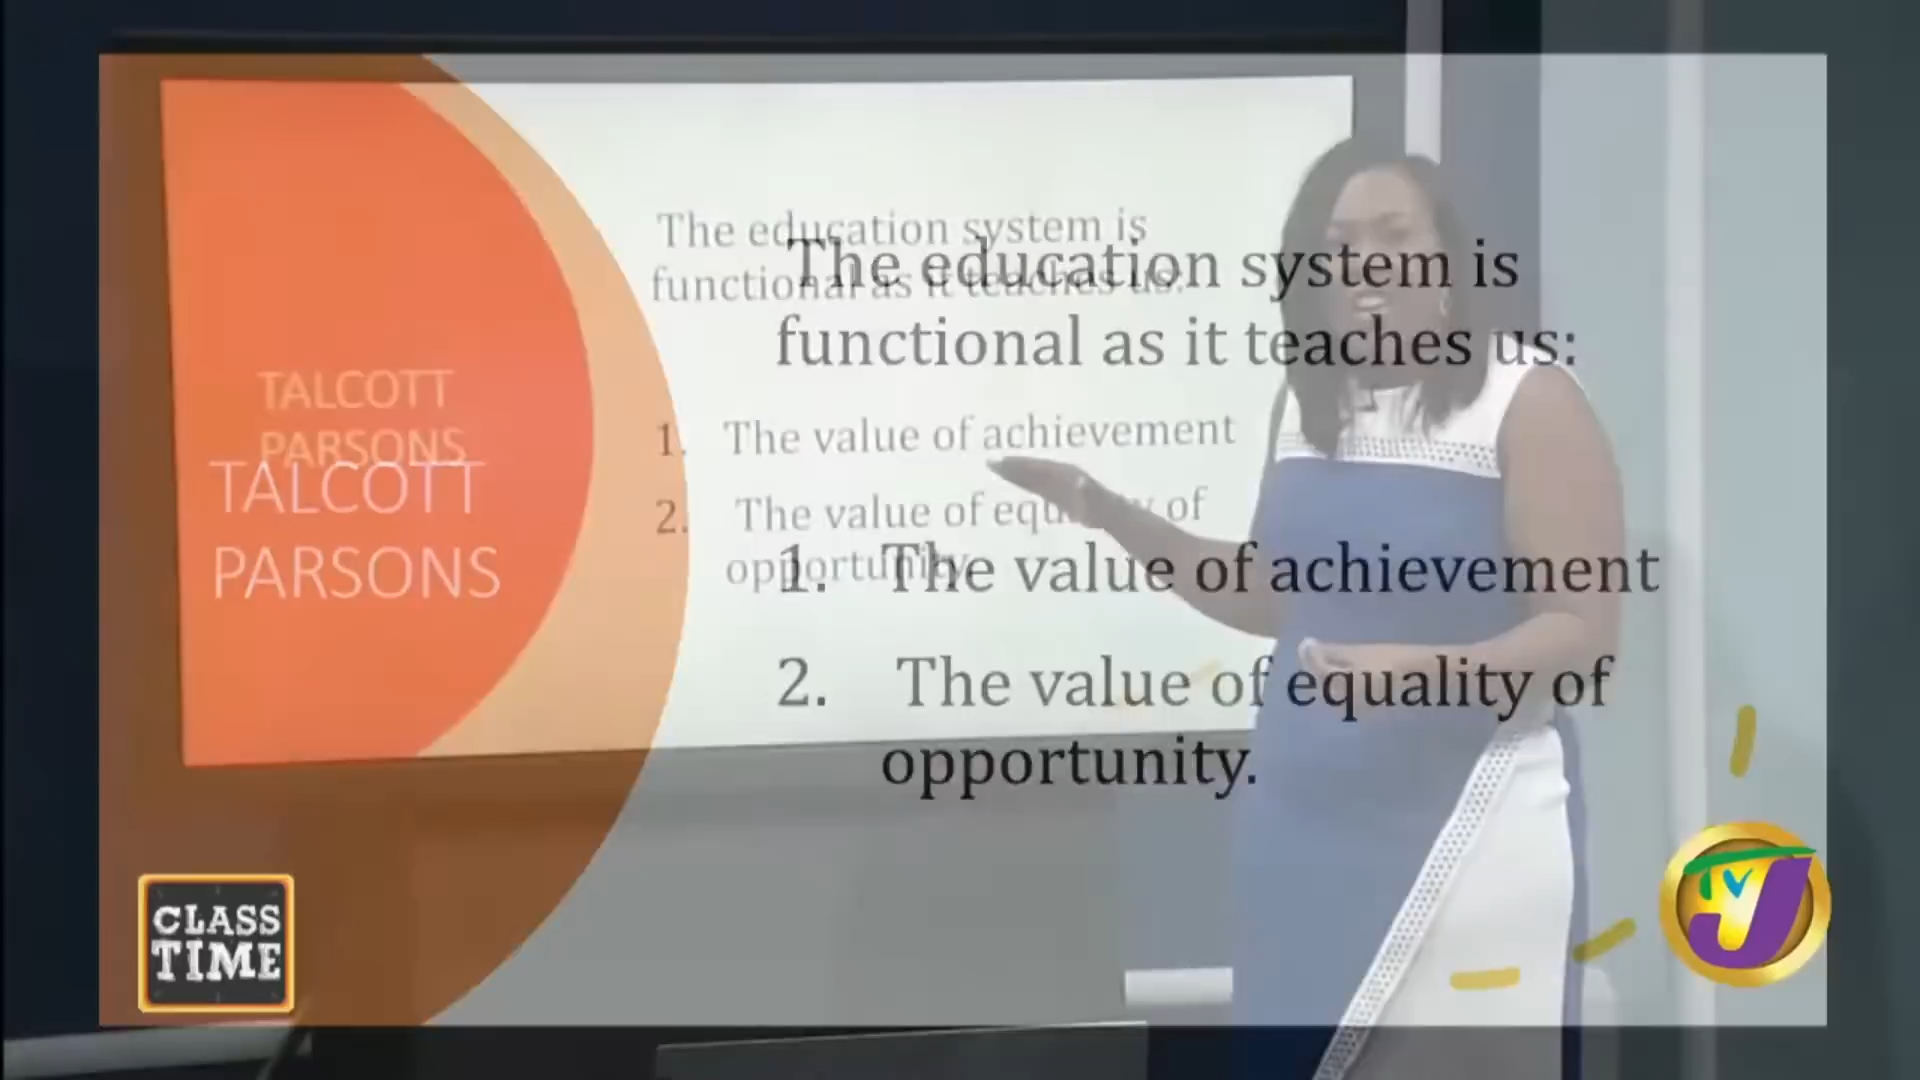 TALCOTT
PARSONS
The education system is
functional as it teaches us:
1. The value of achievement
2. The value of equality of
opportunity.
TALCOTT
PARSONS
The education system is
functional as it teaches us:
1. The value of achievement
2. The value of equality of
opportunity.
CLASS
TIME
TVJ